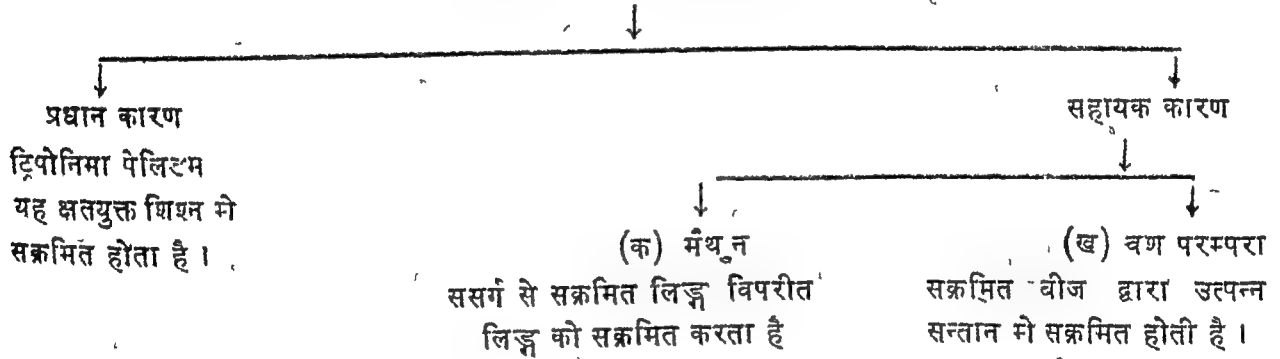 प्रधान कारण
ट्रिपोनिमा पेलिडम
यह क्षतयुक्त शिश्न मे
सक्रमित होता है ।
सहायक कारण
(क) मैथुन
ससर्ग से सक्रमित लिङ्ग विपरीत
लिङ्ग को सक्रमित करता है
(ख) वश परम्परा
सक्रमित बीज द्वारा उत्पन्न
सन्तान मे सक्रमित होती है ।